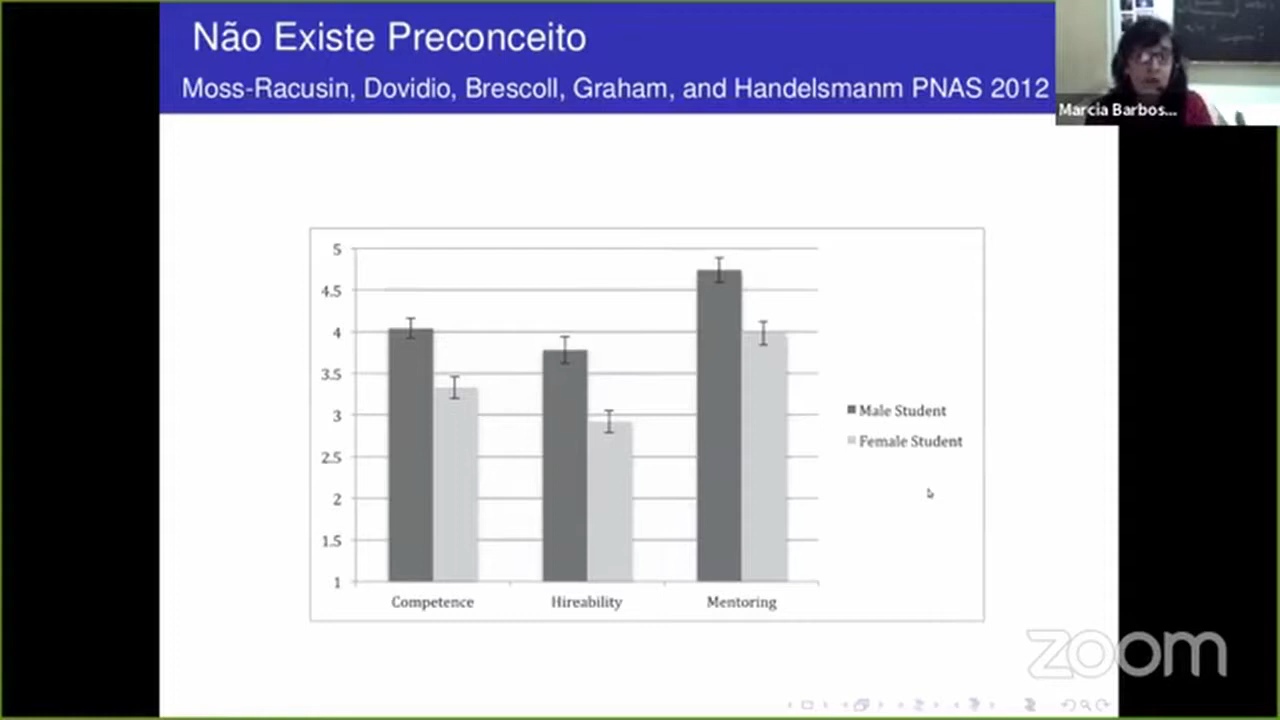 Não Existe Preconceito
Moss-Racusin, Dovidio, Brescoll, Graham, and Handelsmanm PNAS 2012
Marcia Barbos...
5
4.5
4
3.5
3
2.5
2
1.5
1
Competence
Hireability
Mentoring
Male Student
Female Student
zoom